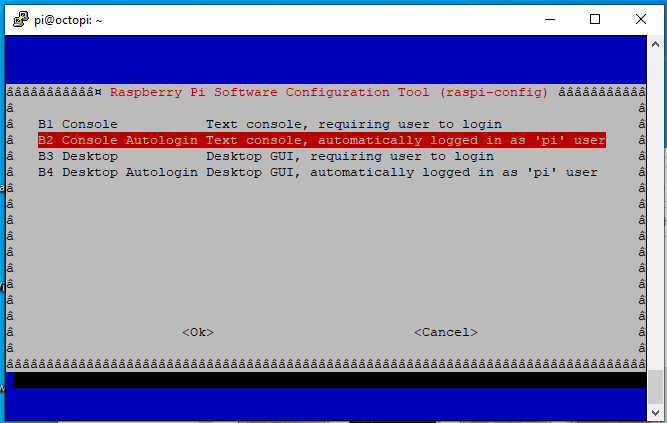 pi@octopi: ~
âââââââââââ¤ Raspberry Pi Software Configuration Tool (raspi-config) âââââââââââ
â â
â B1 Console Text console, requiring user to login â
â B2 Console Autologin Text console, automatically logged in as 'pi' user â
â B3 Desktop Desktop GUI, requiring user to login â
â B4 Desktop Autologin Desktop GUI, automatically logged in as 'pi' user â
â â
â â
â â
â â
â â
â â
â â
â â
â â
â <Ok> <Cancel> â
â â
ââââââââââââââââââââââââââââââââââââââââââââââââââââââââââââââââââââââââââââââââ